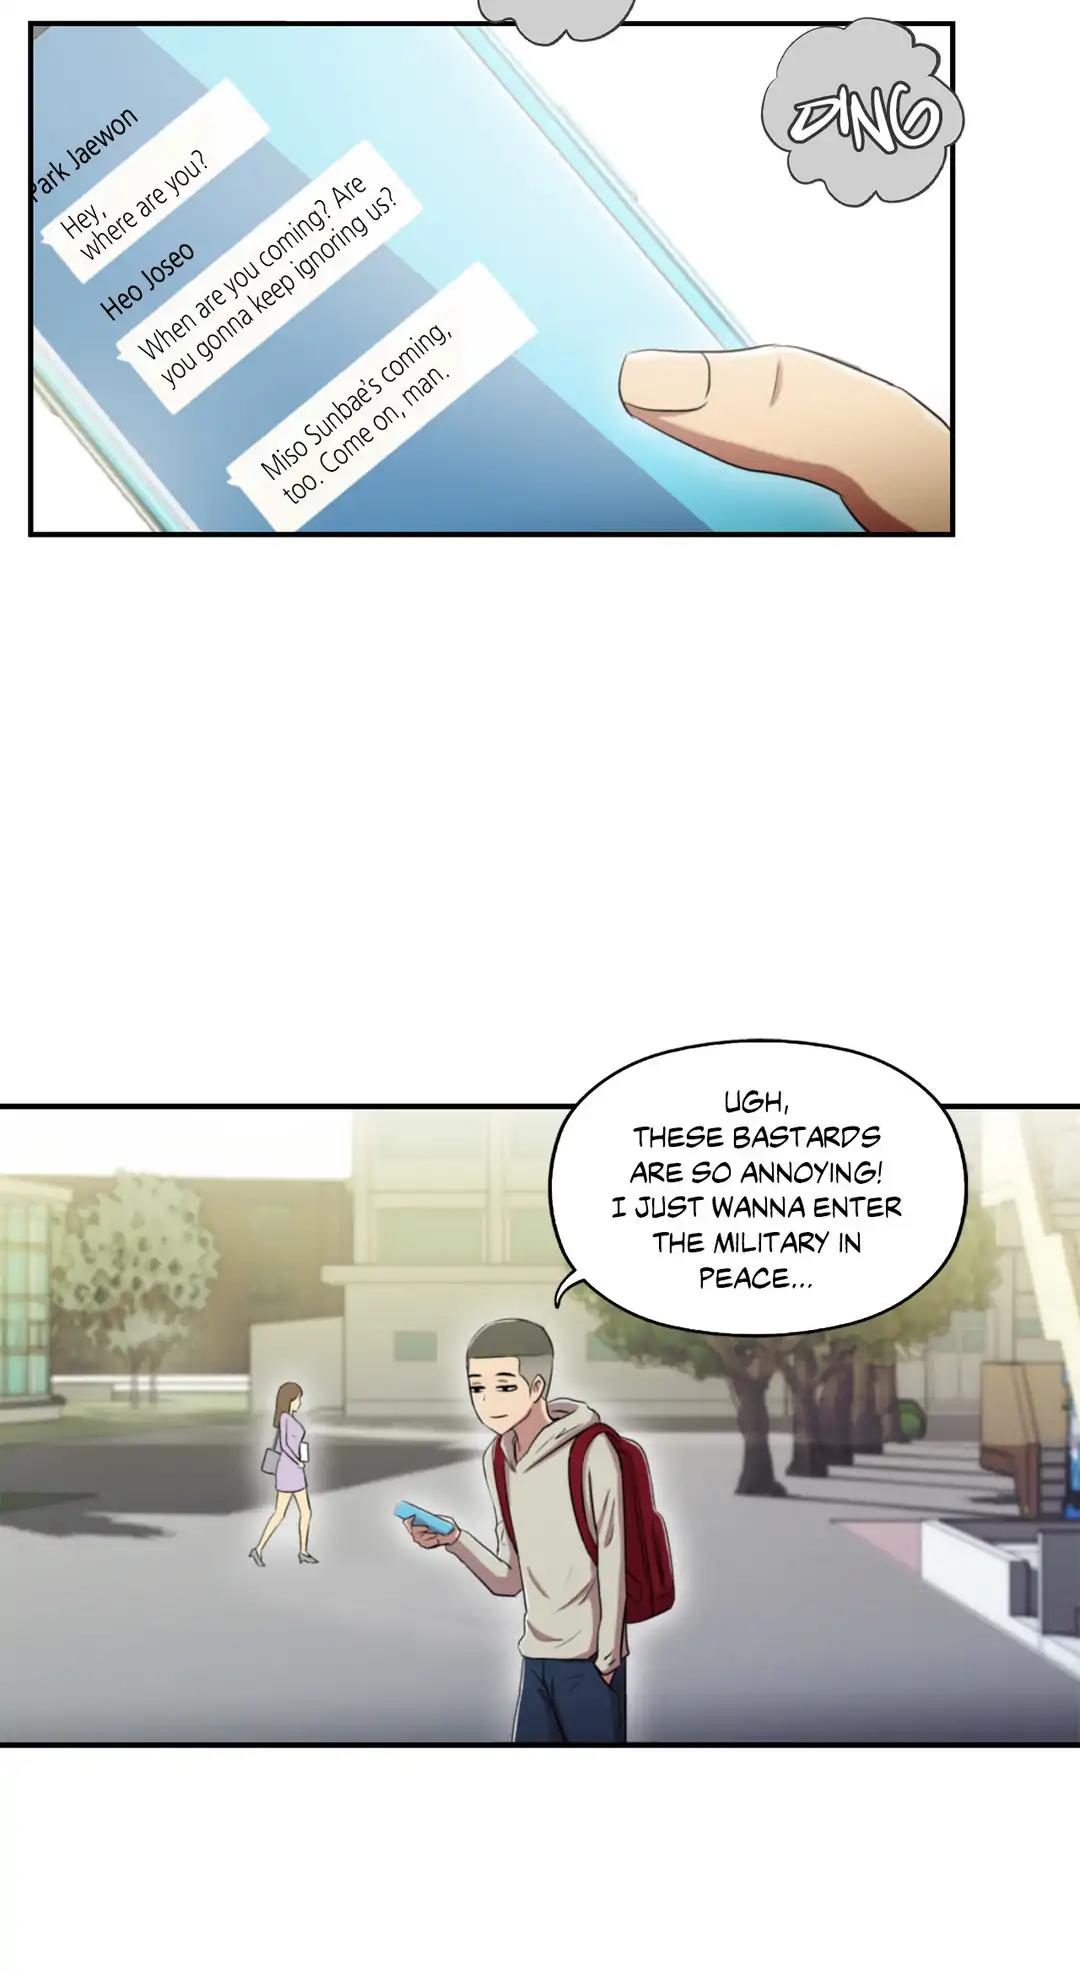 DING
Park Jaewon
Hey,
where are you?
Heo Joseo
When are you coming? Are
you gonna keep ignoring us?
Miso Sunbae's coming,
too. Come on, man.
UGH,
THESE BASTARDS
ARE SO ANNOYING!
I JUST WANNA ENTER
THE MILITARY IN
PEACE...